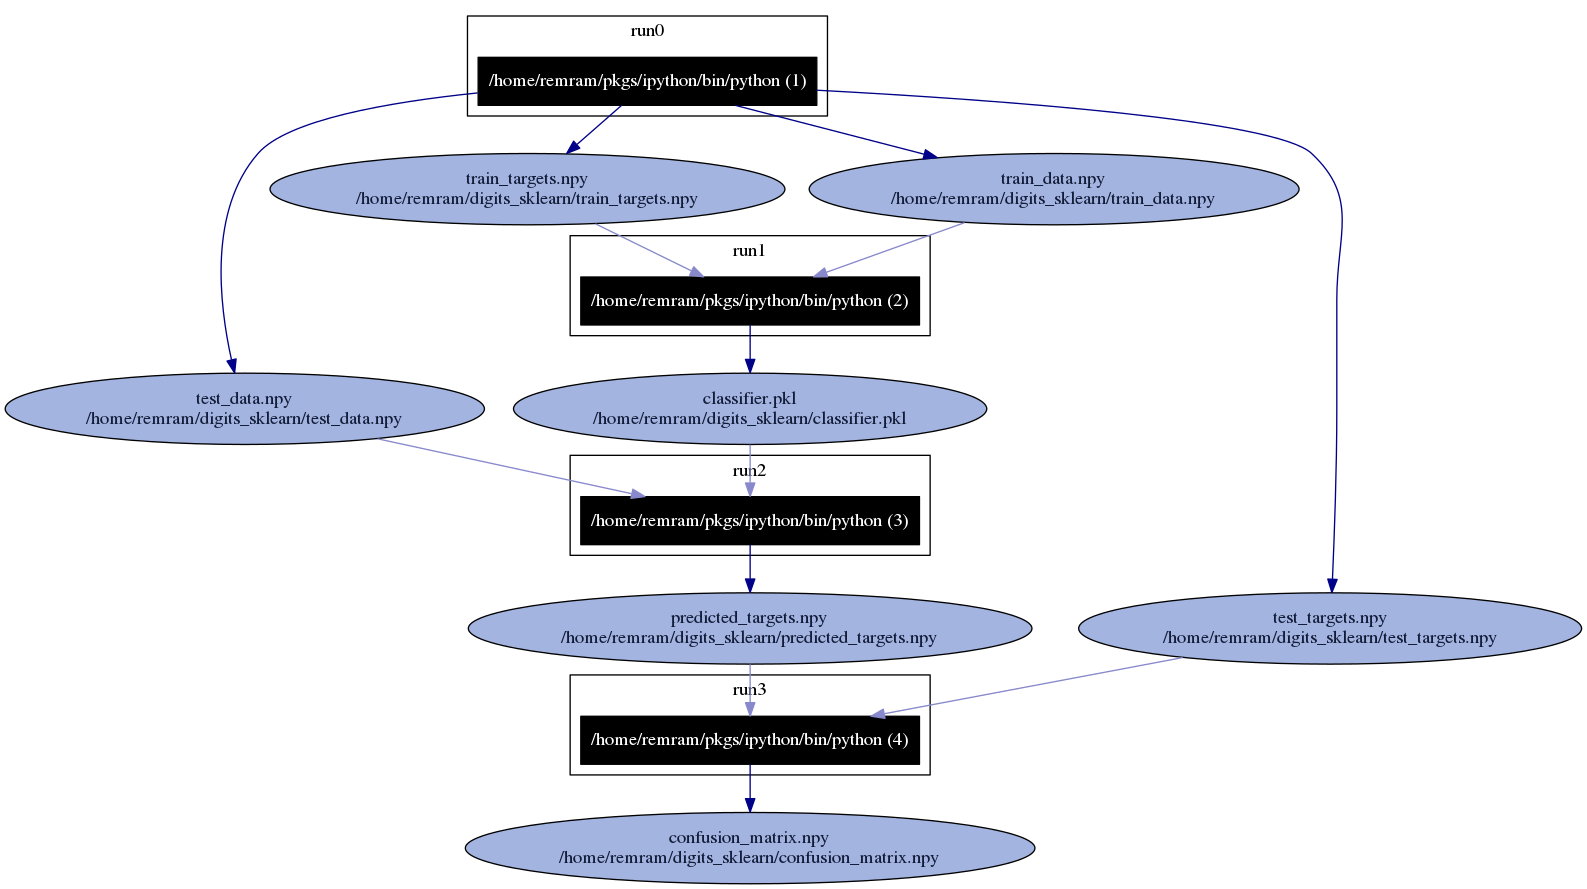 run0
/home/remram/pkgs/ipython/bin/python (1)
train_targets.npy
/home/remram/digits_sklearn/train_targets.npy
train_data.npy
/home/remram/digits_sklearn/train_data.npy
run1
/home/remram/pkgs/ipython/bin/python (2)
test_data.npy
/home/remram/digits_sklearn/test_data.npy
classifier.pkl
/home/remram/digits_sklearn/classifier.pkl
run2
/home/remram/pkgs/ipython/bin/python (3)
predicted_targets.npy
/home/remram/digits_sklearn/predicted_targets.npy
test_targets.npy
/home/remram/digits_sklearn/test_targets.npy
run3
/home/remram/pkgs/ipython/bin/python (4)
confusion_matrix.npy
/home/remram/digits_sklearn/confusion_matrix.npy